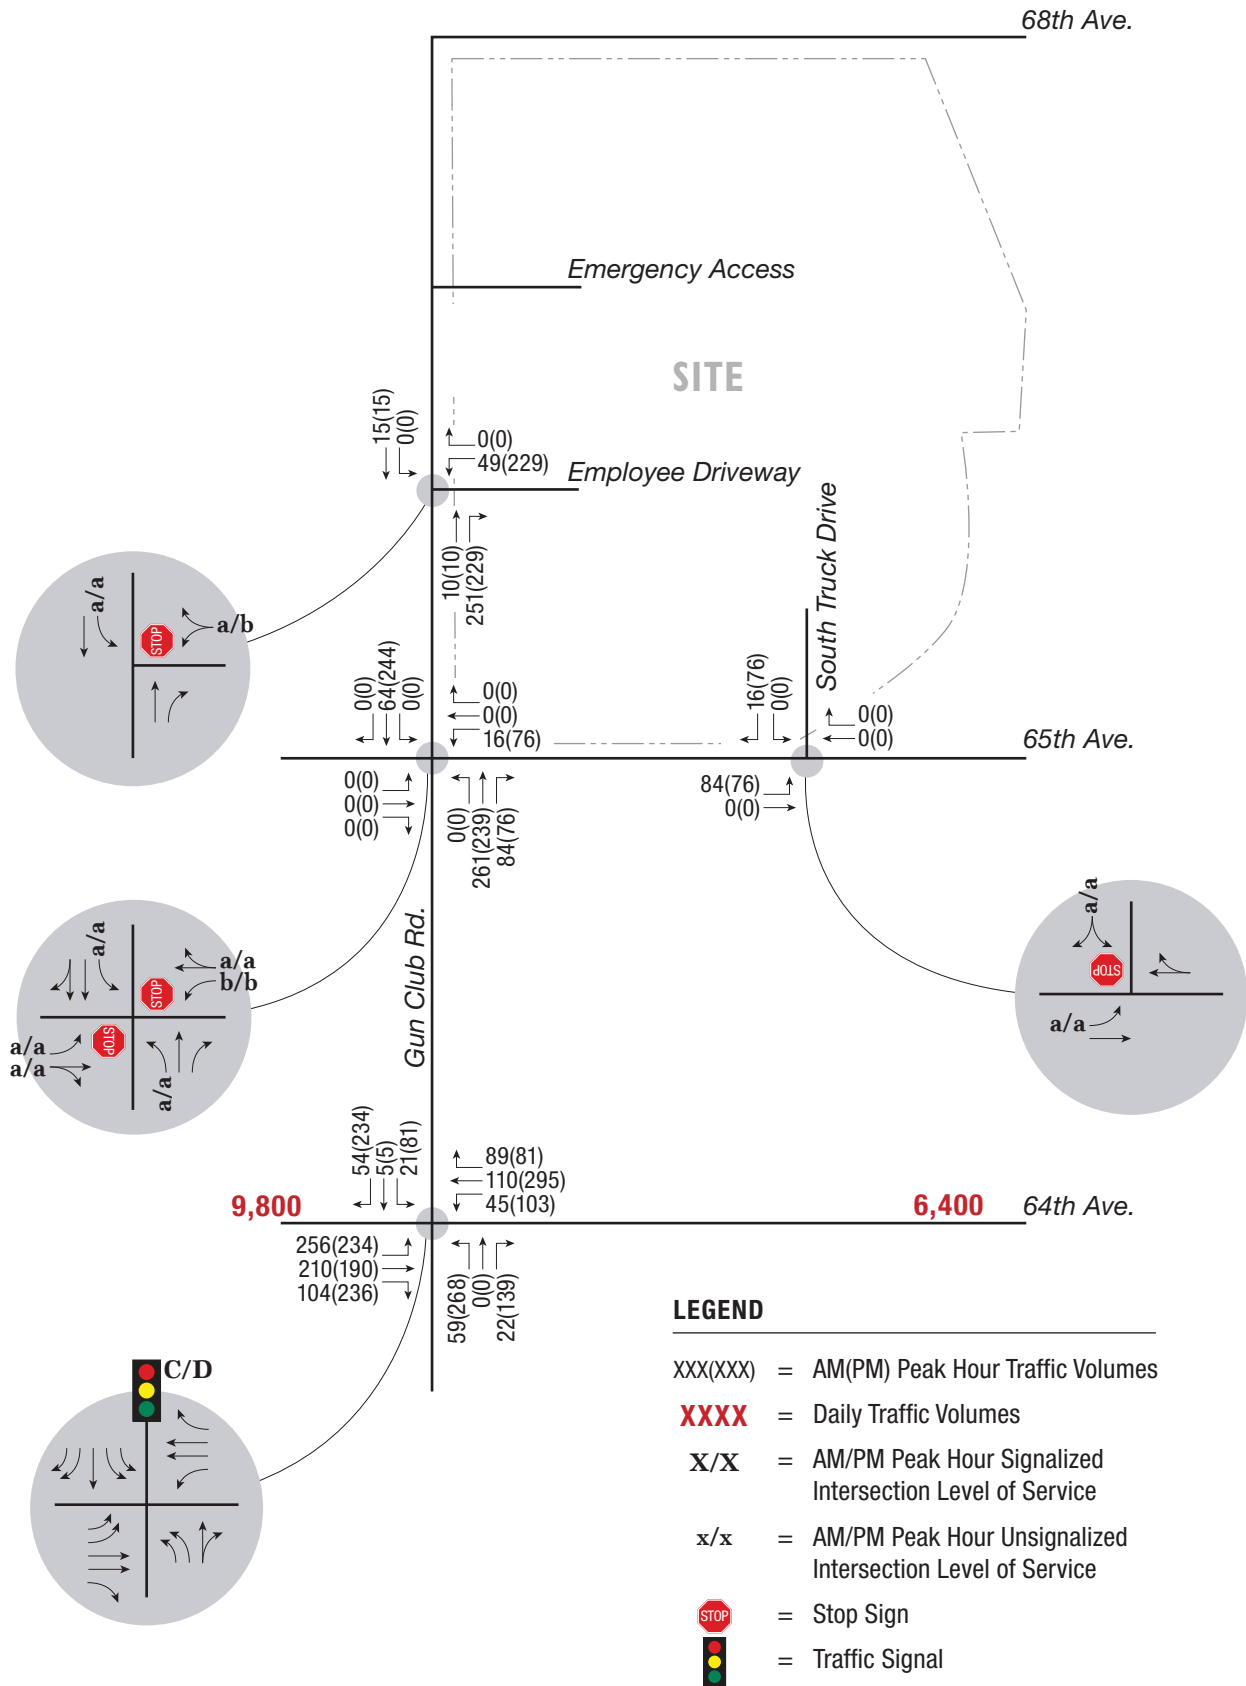 68th Ave.
Emergency Access
SITE
15(15)
0(0)
0(0)
49(229)
Employee Driveway
10(10)
251(229)
South Truck Drive
a/a
a/b
STOP
0(0)
64(244)
0(0)
0(0)
0(0)
16(76)
16(76)
0(0)
0(0)
0(0)
65th Ave.
0(0)
0(0)
0(0)
0(0)
261(239)
84(76)
84(76)
0(0)
Gun Club Rd.
a/a
a/a
b/b
STOP
STOP
a/a
a/a
a/a
a/a
STOP
a/a
54(234)
5(5)
21(81)
89(81)
110(295)
45(103)
9,800
6,400
64th Ave.
256(234)
210(190)
104(236)
59(268)
0(0)
22(139)
C/D
LEGEND
XXX(XXX) = AM(PM) Peak Hour Traffic Volumes
XXXX = Daily Traffic Volumes
X/X = AM/PM Peak Hour Signalized
Intersection Level of Service
x/x = AM/PM Peak Hour Unsignalized
Intersection Level of Service
STOP = Stop Sign
= Traffic Signal